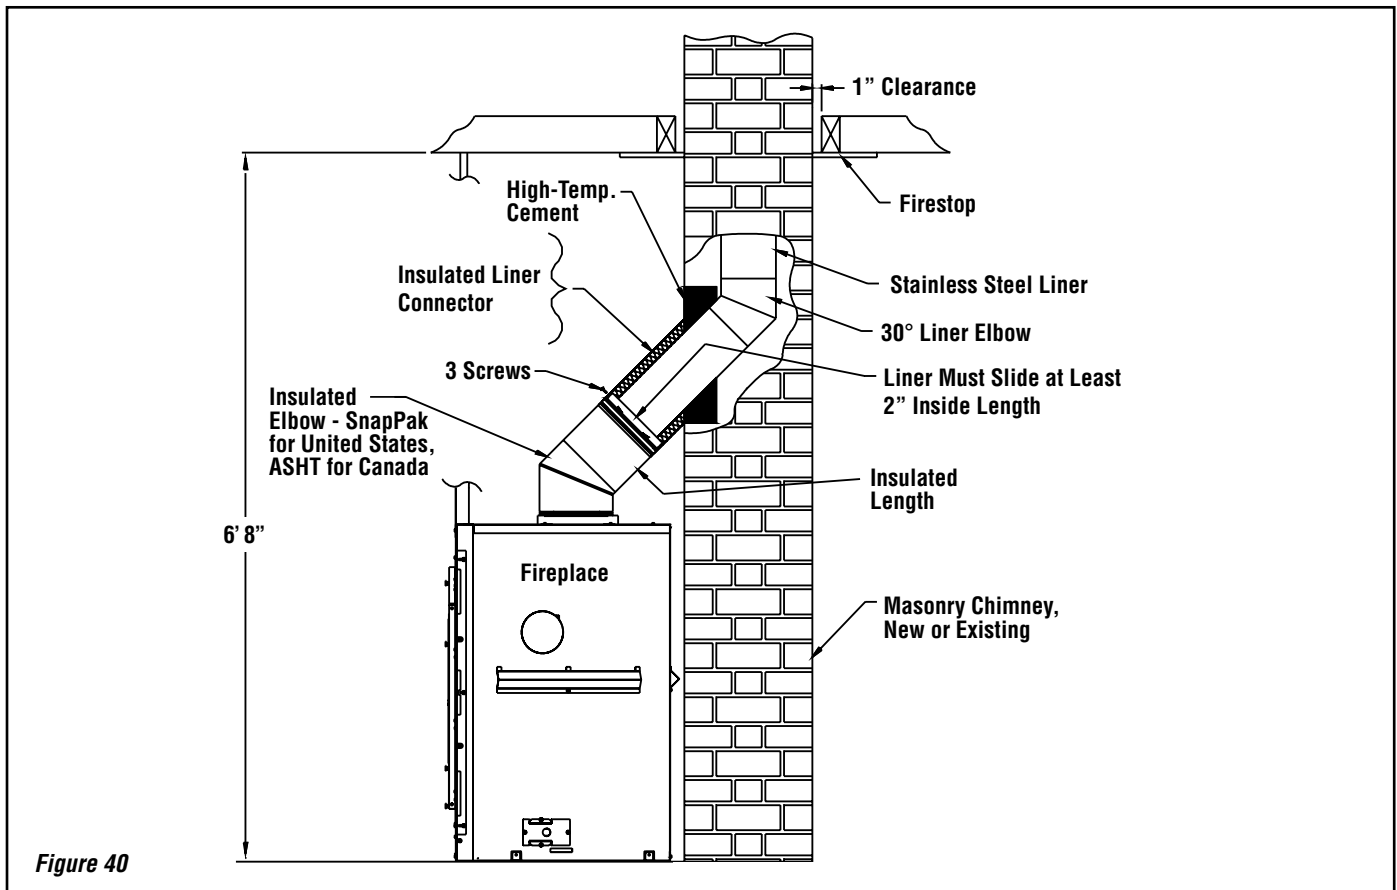 1” Clearance
Firestop
High-Temp.
Cement
Insulated Liner
Connector
Stainless Steel Liner
30° Liner Elbow
3 Screws
Liner Must Slide at Least
2” Inside Length
Insulated
Elbow - SnapPak
for United States,
ASHT for Canada
Insulated
Length
6’ 8”
Fireplace
Masonry Chimney,
New or Existing
Figure 40